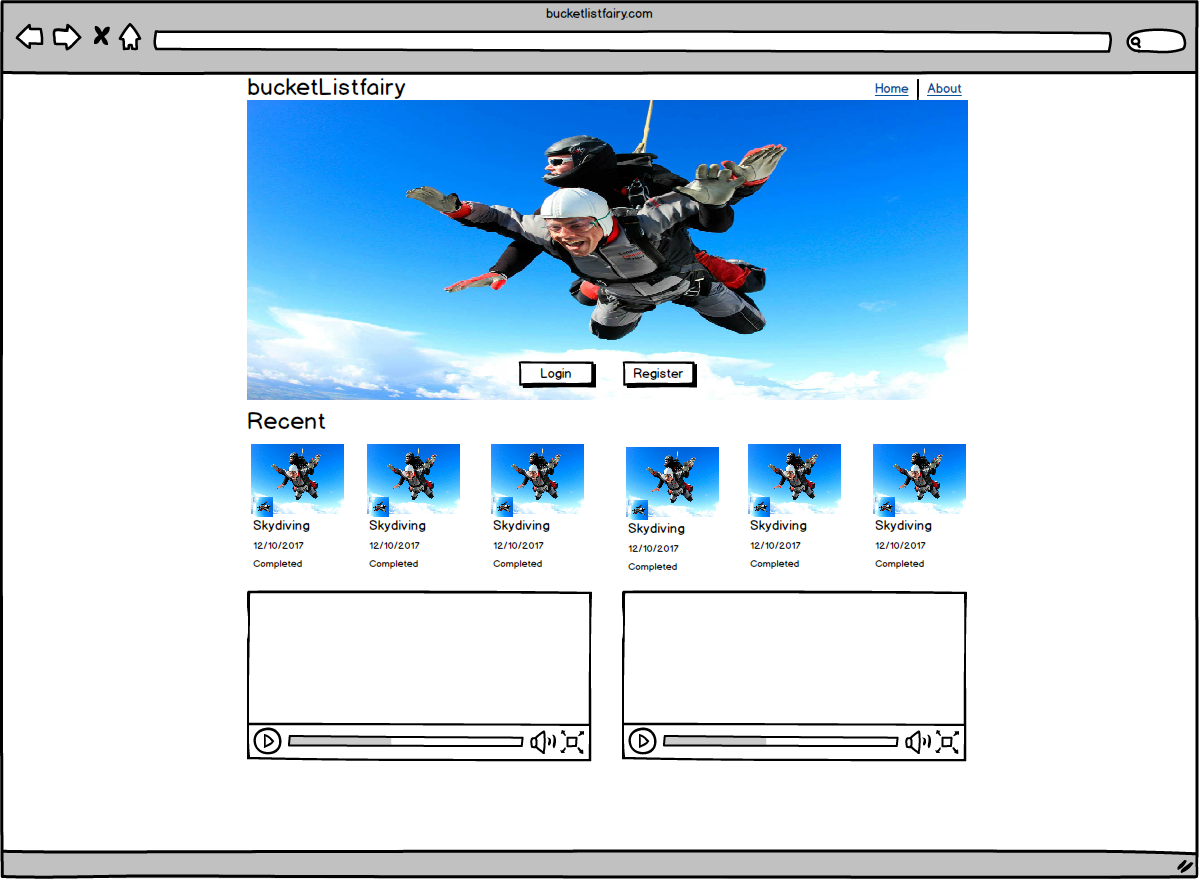 bucketlistfairy.com
bucketListfairy
Home
About
Login
Register
Recent
Skydiving
Skydiving
Skydiving
Skydiving
Skydiving
Skydiving
12/10/2017
12/10/2017
12/10/2017
12/10/2017
12/10/2017
12/10/2017
Completed
Completed
Completed
Completed
Completed
Completed